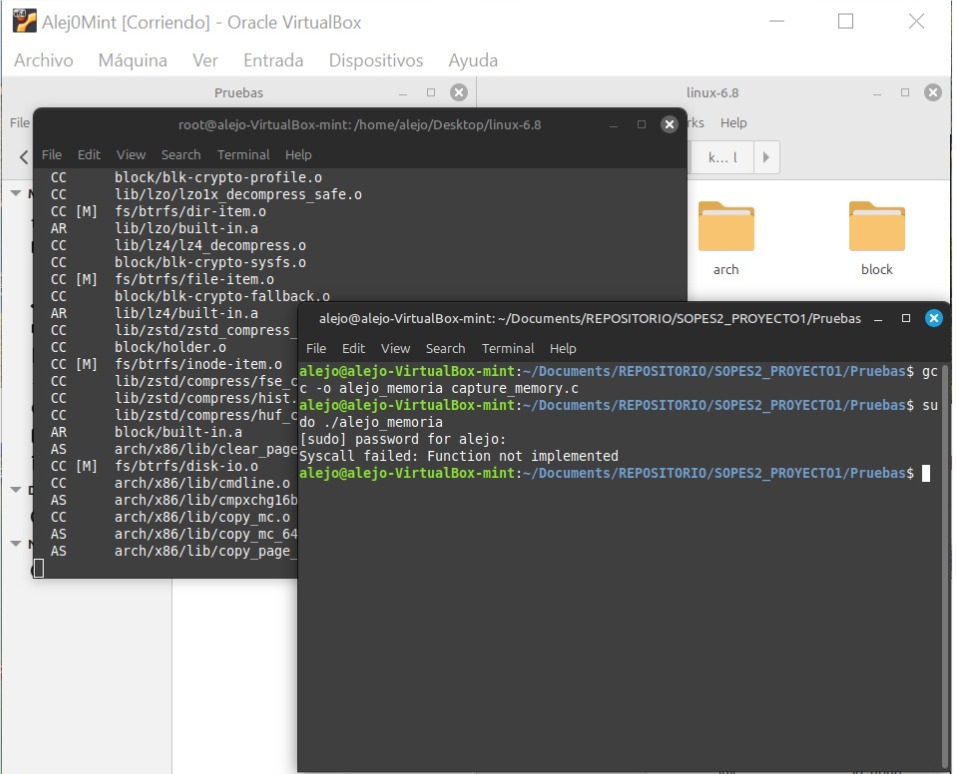 Alej0Mint [Corriendo] - Oracle VirtualBox
Archivo Máquina Ver Entrada Dispositivos Ayuda
Pruebas
linux-6.8
File
rks Help
k... l
arch
block
root@alejo-VirtualBox-mint: /home/alejo/Desktop/linux-6.8
File Edit View Search Terminal Help
CC block/blk-crypto-profile.o
CC lib/lzo/lzo1x_decompress_safe.o
CC [M] fs/btrfs/dir-item.o
AR lib/lzo/built-in.a
CC lib/lz4/lz4_decompress.o
CC block/blk-crypto-sysfs.o
CC [M] fs/btrfs/file-item.o
CC block/blk-crypto-fallback.o
AR lib/lz4/built-in.a
CC lib/zstd/zstd_compress_
CC block/holder.o
CC [M] fs/btrfs/inode-item.o
CC lib/zstd/compress/fse_c
CC lib/zstd/compress/hist.
CC lib/zstd/compress/huf_c
AR block/built-in.a
AS arch/x86/lib/clear_page
CC [M] fs/btrfs/disk-io.o
CC arch/x86/lib/cmdline.o
AS arch/x86/lib/cmpxchg16b
CC arch/x86/lib/copy_mc.o
AS arch/x86/lib/copy_mc_64
AS arch/x86/lib/copy_page_
alejo@alejo-VirtualBox-mint: ~/Documents/REPOSITORIO/SOPES2_PROYECTO1/Pruebas
File Edit View Search Terminal Help
alejo@alejo-VirtualBox-mint:~/Documents/REPOSITORIO/SOPES2_PROYECTO1/Pruebas$ gc
c -o alejo_memoria capture_memory.c
alejo@alejo-VirtualBox-mint:~/Documents/REPOSITORIO/SOPES2_PROYECTO1/Pruebas$ su
do ./alejo_memoria
[sudo] password for alejo:
Syscall failed: Function not implemented
alejo@alejo-VirtualBox-mint:~/Documents/REPOSITORIO/SOPES2_PROYECTO1/Pruebas$